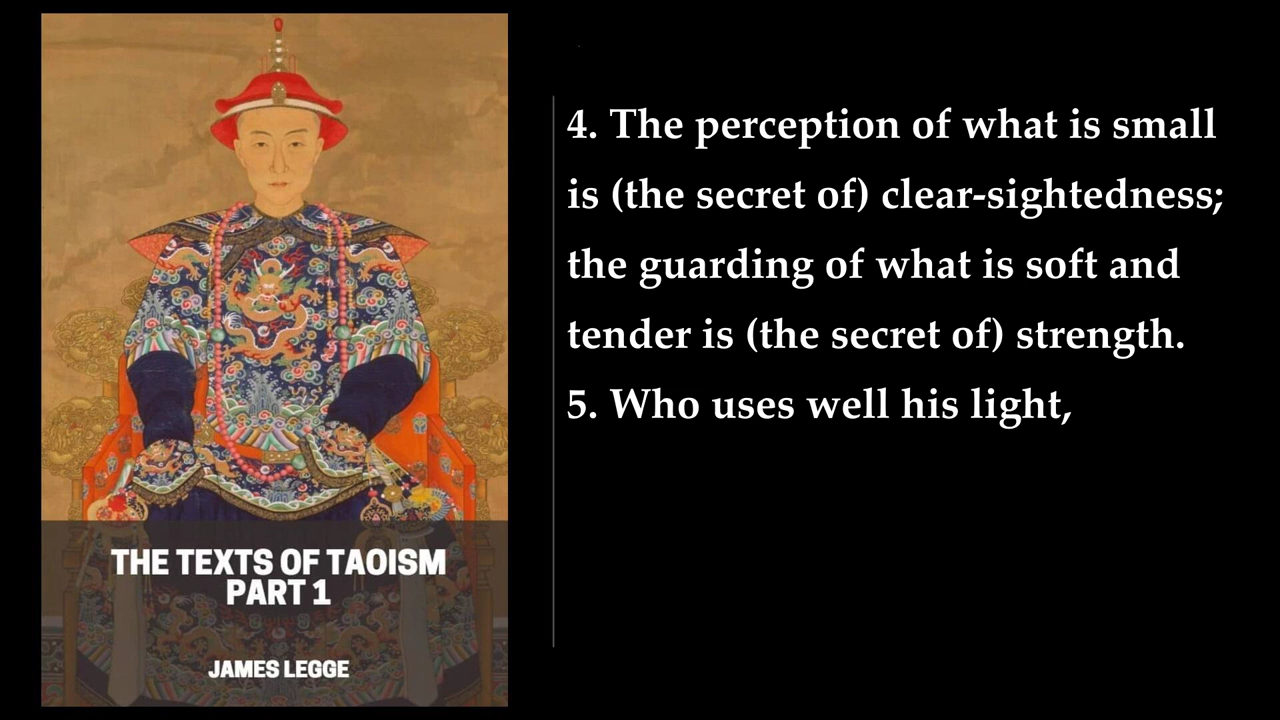 THE TEXTS OF TAOISM
PART 1
JAMES LEGGE
4. The perception of what is small
is (the secret of) clear-sightedness;
the guarding of what is soft and
tender is (the secret of) strength.
5. Who uses well his light,